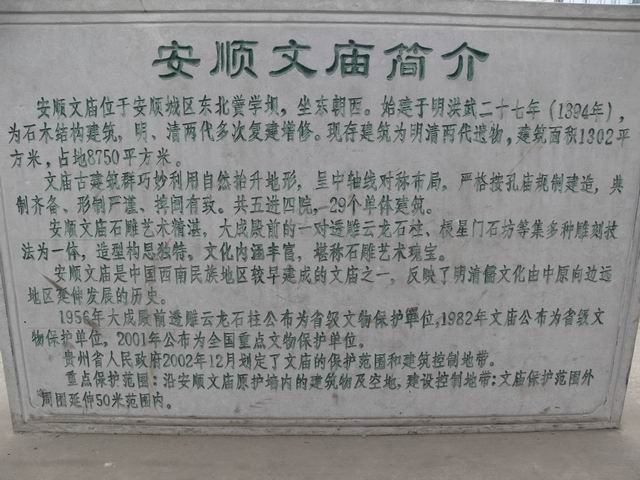 安顺文庙简介
安顺文庙位于安顺城区东北黉学坝，坐东朝西。始建于明洪武二十七年（1394年），
为石木结构建筑，明、清两代多次复建增修。现存建筑为明清两代遗物，建筑面积1302平
方米，占地8750平方米。
文庙古建筑群巧妙利用自然抬升地形，呈中轴线对称布局，严格按孔庙规制建造，典
制齐备、形制严谨、捭阖有致。共五进四院，29个单体建筑。
安顺文庙石雕艺术精湛，大成殿前的一对透雕云龙石柱、棂星门石坊等集多种雕刻技
法为一体，造型构思独特，文化内涵丰富，堪称石雕艺术瑰宝。
安顺文庙是中国西南民族地区较早建成的文庙之一，反映了明清儒文化由中原向边远
地区延伸发展的历史。
1956年大成殿前透雕云龙石柱公布为省级文物保护单位，1982年文庙公布为省级文
物保护单位，2001年公布为全国重点文物保护单位。
贵州省人民政府2002年12月划定了文庙的保护范围和建筑控制地带。
重点保护范围：沿安顺文庙原护墙内的建筑物及空地，建设控制地带：文庙保护范围外
周围延伸50米范围内。